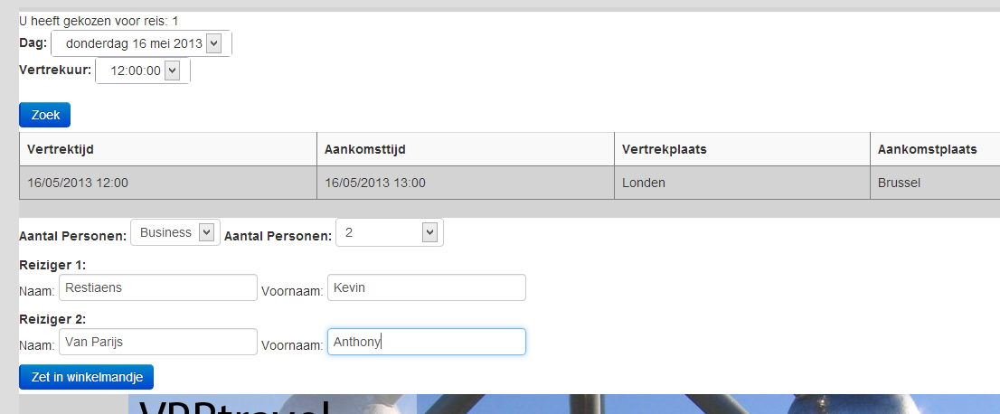 U heeft gekozen voor reis: 1
Dag: donderdag 16 mei 2013
Vertrekuur: 12:00:00
Zoek
Vertrektijd Aankomsttijd Vertrekplaats Aankomstplaats
16/05/2013 12:00 16/05/2013 13:00 Londen Brussel
Aantal Personen: Business Aantal Personen: 2
Reiziger 1:
Naam: Restiaens Voornaam: Kevin
Reiziger 2:
Naam: Van Parijs Voornaam: Anthony
Zet in winkelmandje